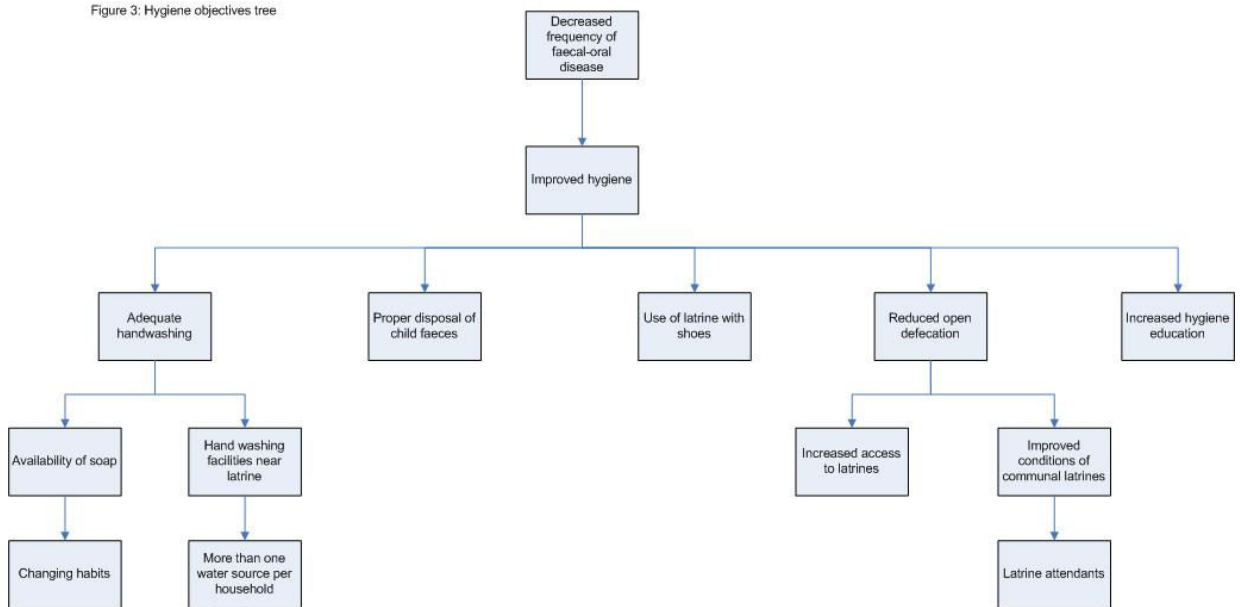 Figure 3: Hygiene objectives tree
Decreased
frequency of
faecal-oral
disease
Improved hygiene
Adequate
handwashing
Proper disposal of
child faeces
Use of latrine with
shoes
Reduced open
defecation
Increased hygiene
education
Availability of soap
Hand washing
facilities near
latrine
Increased access
to latrines
Improved
conditions of
communal latrines
Changing habits
More than one
water source per
household
Latrine attendants